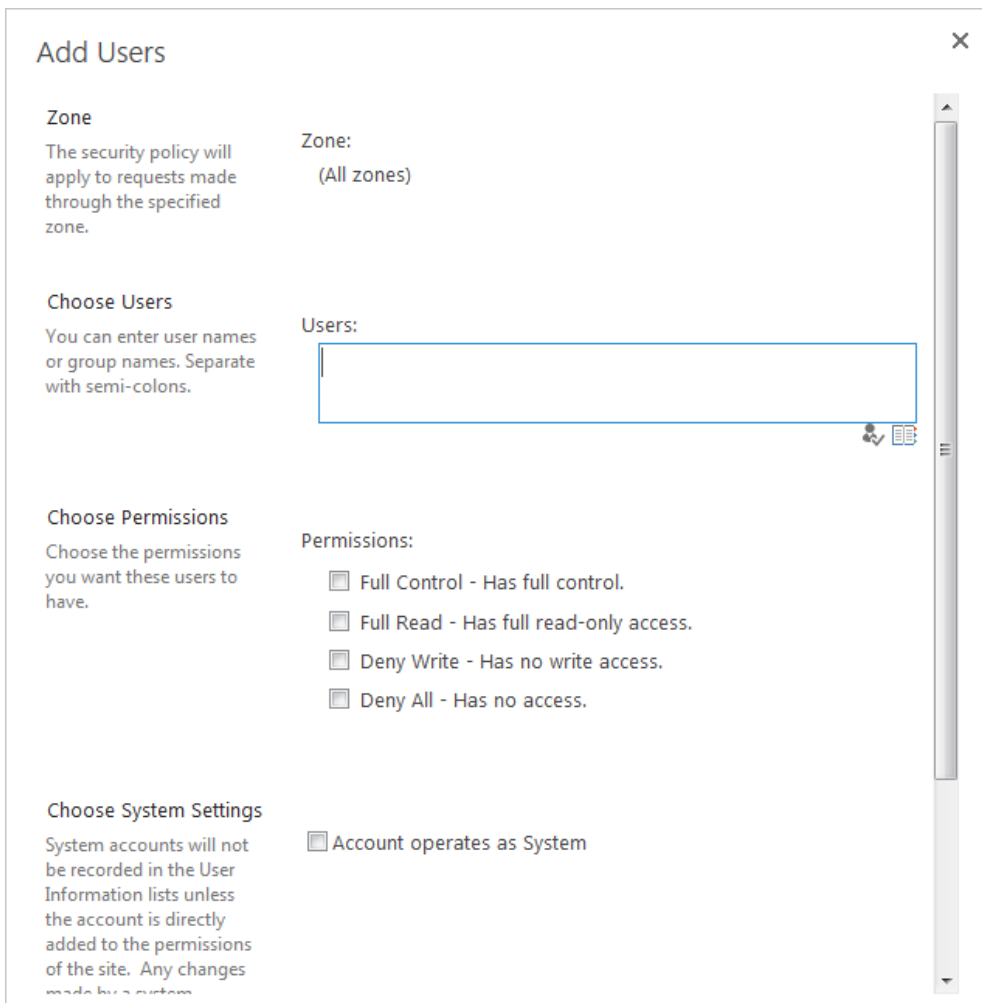 Add Users
Zone
The security policy will
apply to requests made
through the specified
zone.
Zone:
(All zones)
Choose Users
You can enter user names
or group names. Separate
with semi-colons.
Users:
Choose Permissions
Choose the permissions
you want these users to
have.
Permissions:
Full Control - Has full control.
Full Read - Has full read-only access.
Deny Write - Has no write access.
Deny All - Has no access.
Choose System Settings
System accounts will not
be recorded in the User
Information lists unless
the account is directly
added to the permissions
of the site. Any changes
made by a system
Account operates as System